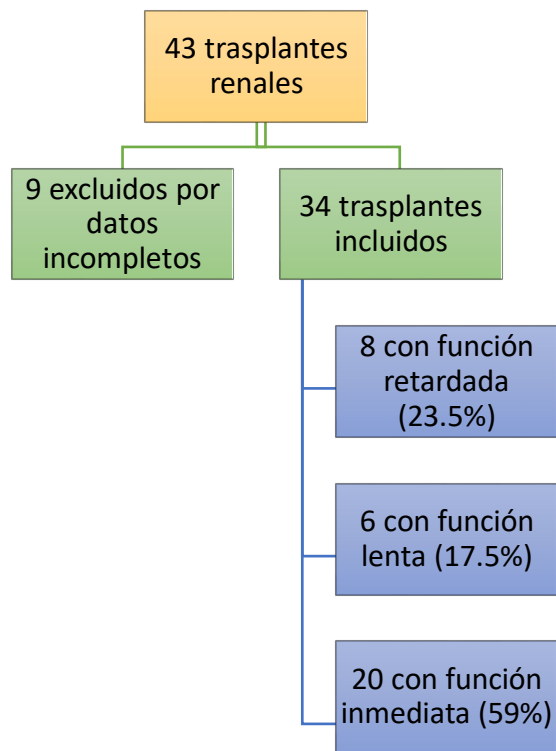 43 trasplantes
renales
9 excluidos por
datos
incompletos
34 trasplantes
incluidos
8 con función
retardada
(23.5%)
6 con función
lenta (17.5%)
20 con función
inmediata (59%)